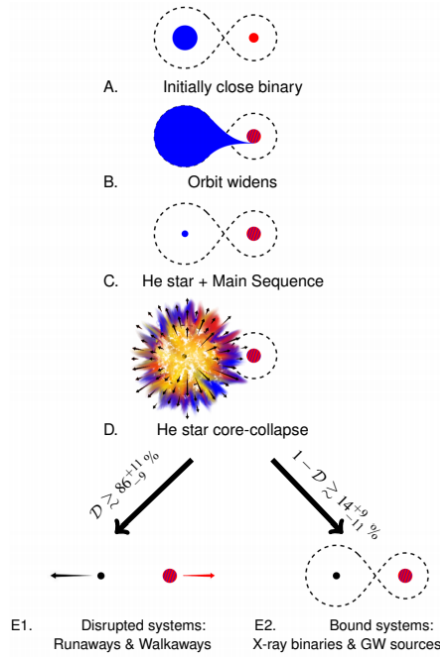 A. Initially close binary
B. Orbit widens
C. He star + Main Sequence
D. He star core-collapse
𝒟 ≳ 86⁺¹¹₋₉ %
1 − 𝒟 ≳ 14⁺⁹₋₁₁ %
E1. Disrupted systems:
Runaways & Walkaways
E2. Bound systems:
X-ray binaries & GW sources